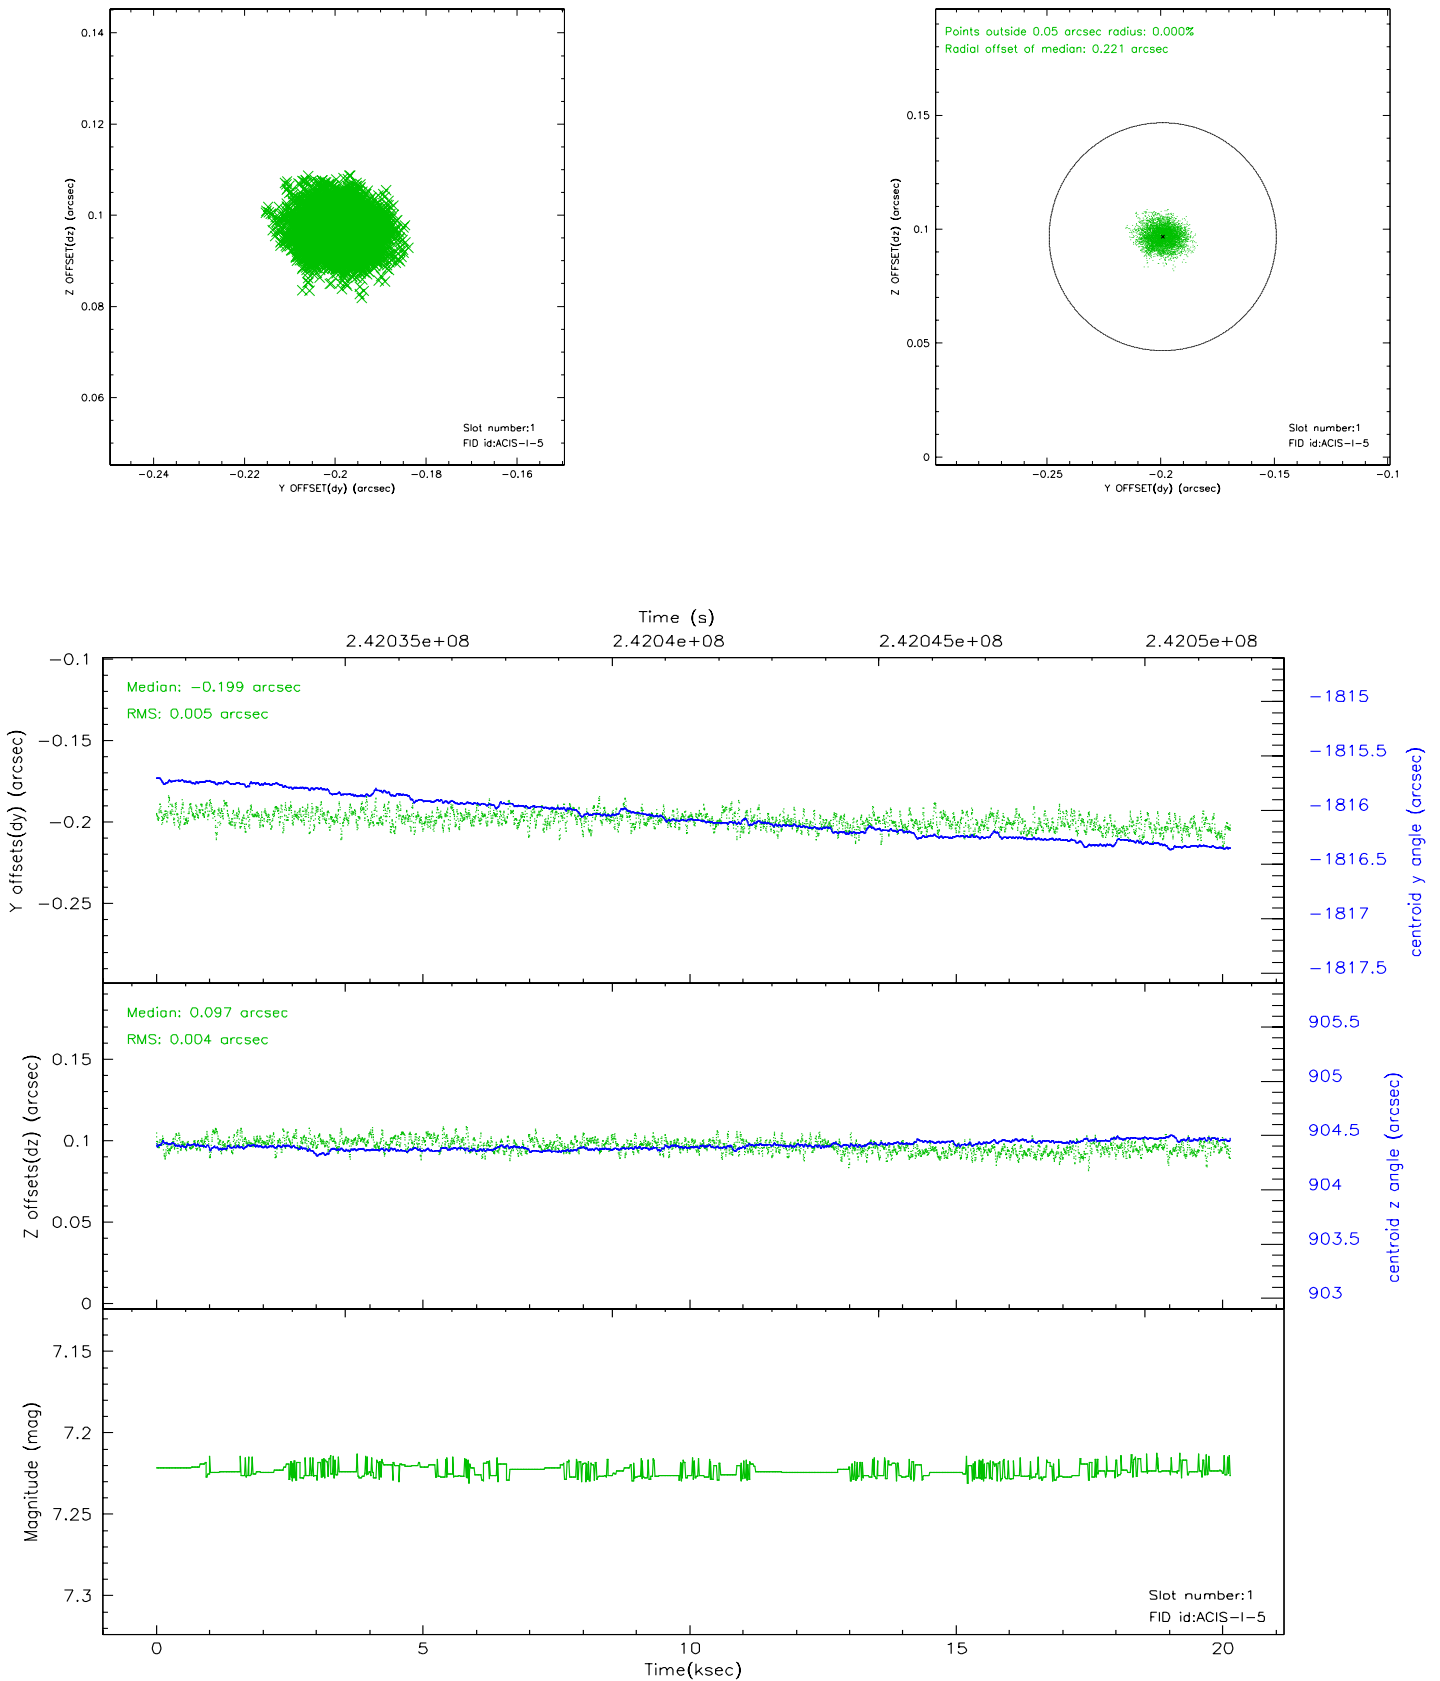 0.14
0.12
0.1
0.08
0.06
Z OFFSET(dz) (arcsec)
Slot number:1
FID id:ACIS-I-5
-0.24
-0.22
-0.2
-0.18
-0.16
Y OFFSET(dy) (arcsec)
Points outside 0.05 arcsec radius: 0.000%
Radial offset of median: 0.221 arcsec
0.15
0.1
0.05
0
Z OFFSET(dz) (arcsec)
Slot number:1
FID id:ACIS-I-5
-0.25
-0.2
-0.15
-0.1
Y OFFSET(dy) (arcsec)
Time (s)
2.42035e+08
2.4204e+08
2.42045e+08
2.4205e+08
-0.1
-0.15
-0.2
-0.25
Y offsets(dy) (arcsec)
Median: -0.199 arcsec
RMS: 0.005 arcsec
-1815
-1815.5
-1816
-1816.5
-1817
-1817.5
centroid y angle (arcsec)
0.15
0.1
0.05
0
Z offsets(dz) (arcsec)
Median: 0.097 arcsec
RMS: 0.004 arcsec
905.5
905
904.5
904
903.5
903
centroid z angle (arcsec)
7.15
7.2
7.25
7.3
Magnitude (mag)
Slot number:1
FID id:ACIS-I-5
0
5
10
15
20
Time(ksec)